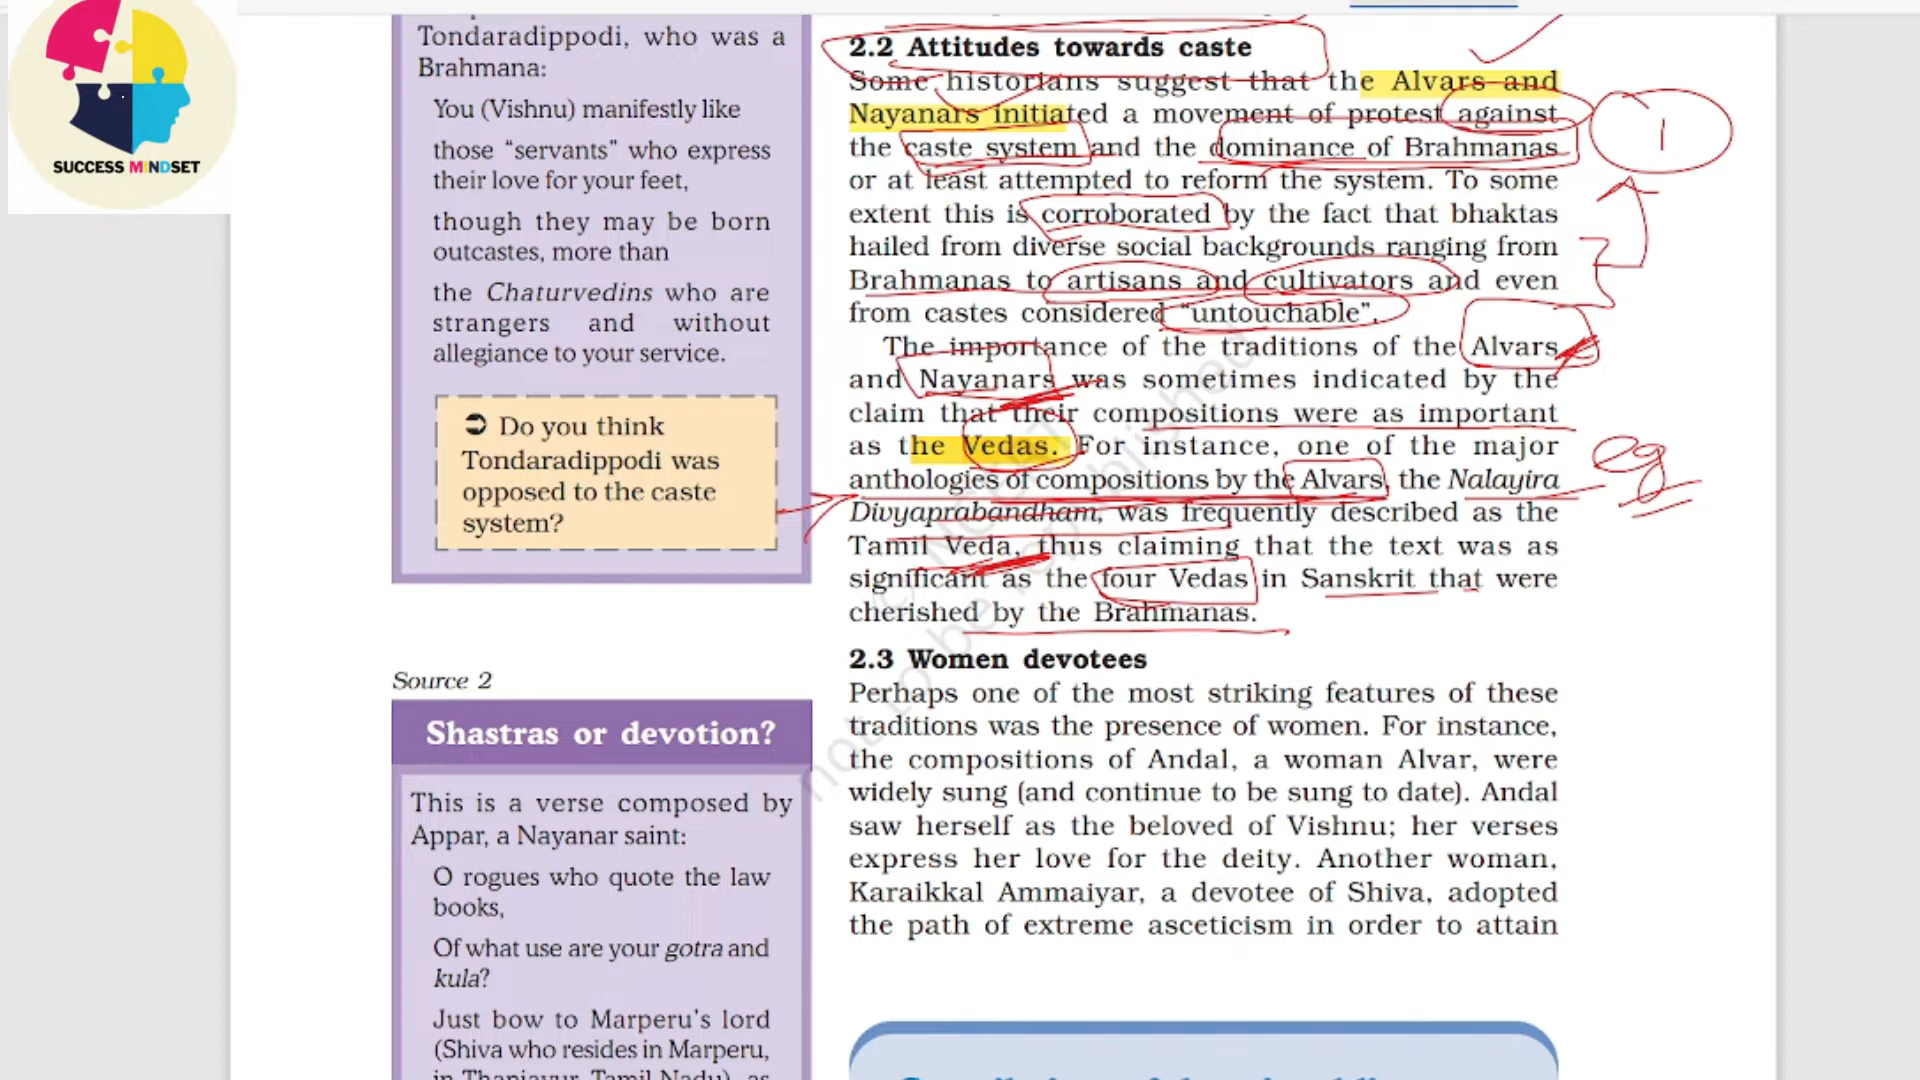 SUCCESS MINDSET
Tondaradippodi, who was a
Brahmana:
You (Vishnu) manifestly like
those “servants” who express
their love for your feet,
though they may be born
outcastes, more than
the Chaturvedins who are
strangers and without
allegiance to your service.
➲ Do you think
Tondaradippodi was
opposed to the caste
system?
Source 2
Shastras or devotion?
This is a verse composed by
Appar, a Nayanar saint:
O rogues who quote the law
books,
Of what use are your gotra and
kula?
Just bow to Marperu’s lord
(Shiva who resides in Marperu,
in Thanjavur, Tamil Nadu), as
2.2 Attitudes towards caste
Some historians suggest that the Alvars and
Nayanars initiated a movement of protest against
the caste system and the dominance of Brahmanas
or at least attempted to reform the system. To some
extent this is corroborated by the fact that bhaktas
hailed from diverse social backgrounds ranging from
Brahmanas to artisans and cultivators and even
from castes considered “untouchable”.
The importance of the traditions of the Alvars
and Nayanars was sometimes indicated by the
claim that their compositions were as important
as the Vedas. For instance, one of the major
anthologies of compositions by the Alvars, the Nalayira
Divyaprabandham, was frequently described as the
Tamil Veda, thus claiming that the text was as
significant as the four Vedas in Sanskrit that were
cherished by the Brahmanas.
2.3 Women devotees
Perhaps one of the most striking features of these
traditions was the presence of women. For instance,
the compositions of Andal, a woman Alvar, were
widely sung (and continue to be sung to date). Andal
saw herself as the beloved of Vishnu; her verses
express her love for the deity. Another woman,
Karaikkal Ammaiyar, a devotee of Shiva, adopted
the path of extreme asceticism in order to attain
1
eg
not to be republished